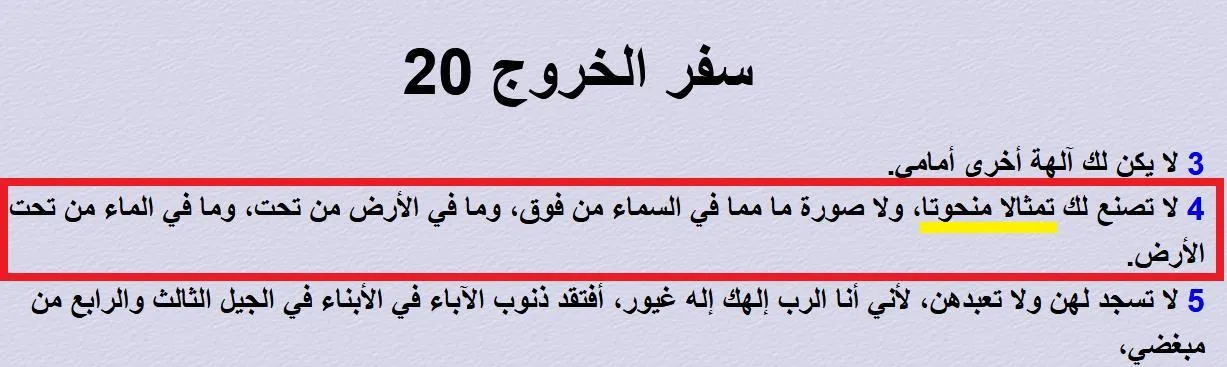 سفر الخروج 20
3 لا يكن لك آلهة أخرى أمامي.
4 لا تصنع لك تمثالا منحوتا، ولا صورة ما مما في السماء من فوق، وما في الأرض من تحت، وما في الماء من تحت
الأرض.
5 لا تسجد لهن ولا تعبدهن، لأني أنا الرب إلهك إله غيور، أفتقد ذنوب الآباء في الأبناء في الجيل الثالث والرابع من
مبغضي،